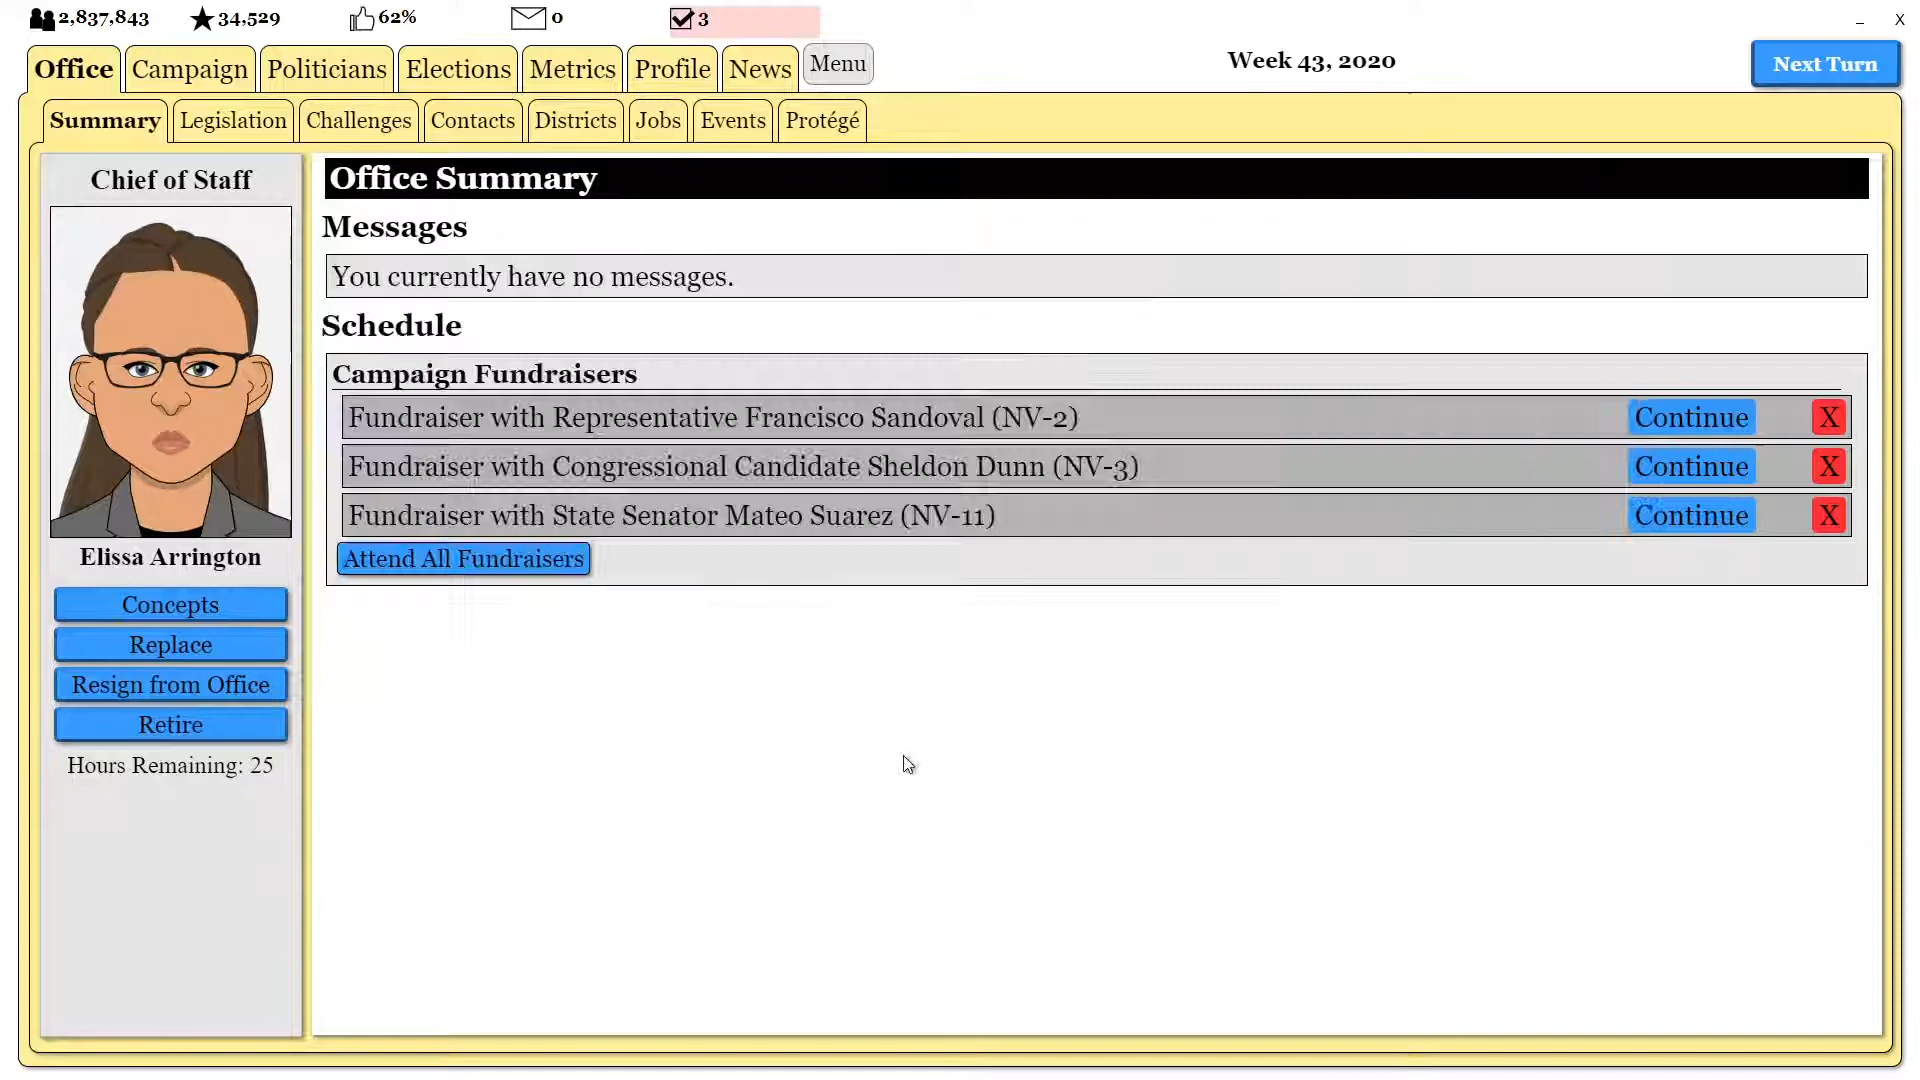 2,837,843 34,529 62% 0 3
_ X
Office Campaign Politicians Elections Metrics Profile News Menu
Week 43, 2020
Next Turn
Summary Legislation Challenges Contacts Districts Jobs Events Protégé
Chief of Staff
Elissa Arrington
Concepts
Replace
Resign from Office
Retire
Hours Remaining: 25
Office Summary
Messages
You currently have no messages.
Schedule
Campaign Fundraisers
Fundraiser with Representative Francisco Sandoval (NV-2) Continue X
Fundraiser with Congressional Candidate Sheldon Dunn (NV-3) Continue X
Fundraiser with State Senator Mateo Suarez (NV-11) Continue X
Attend All Fundraisers